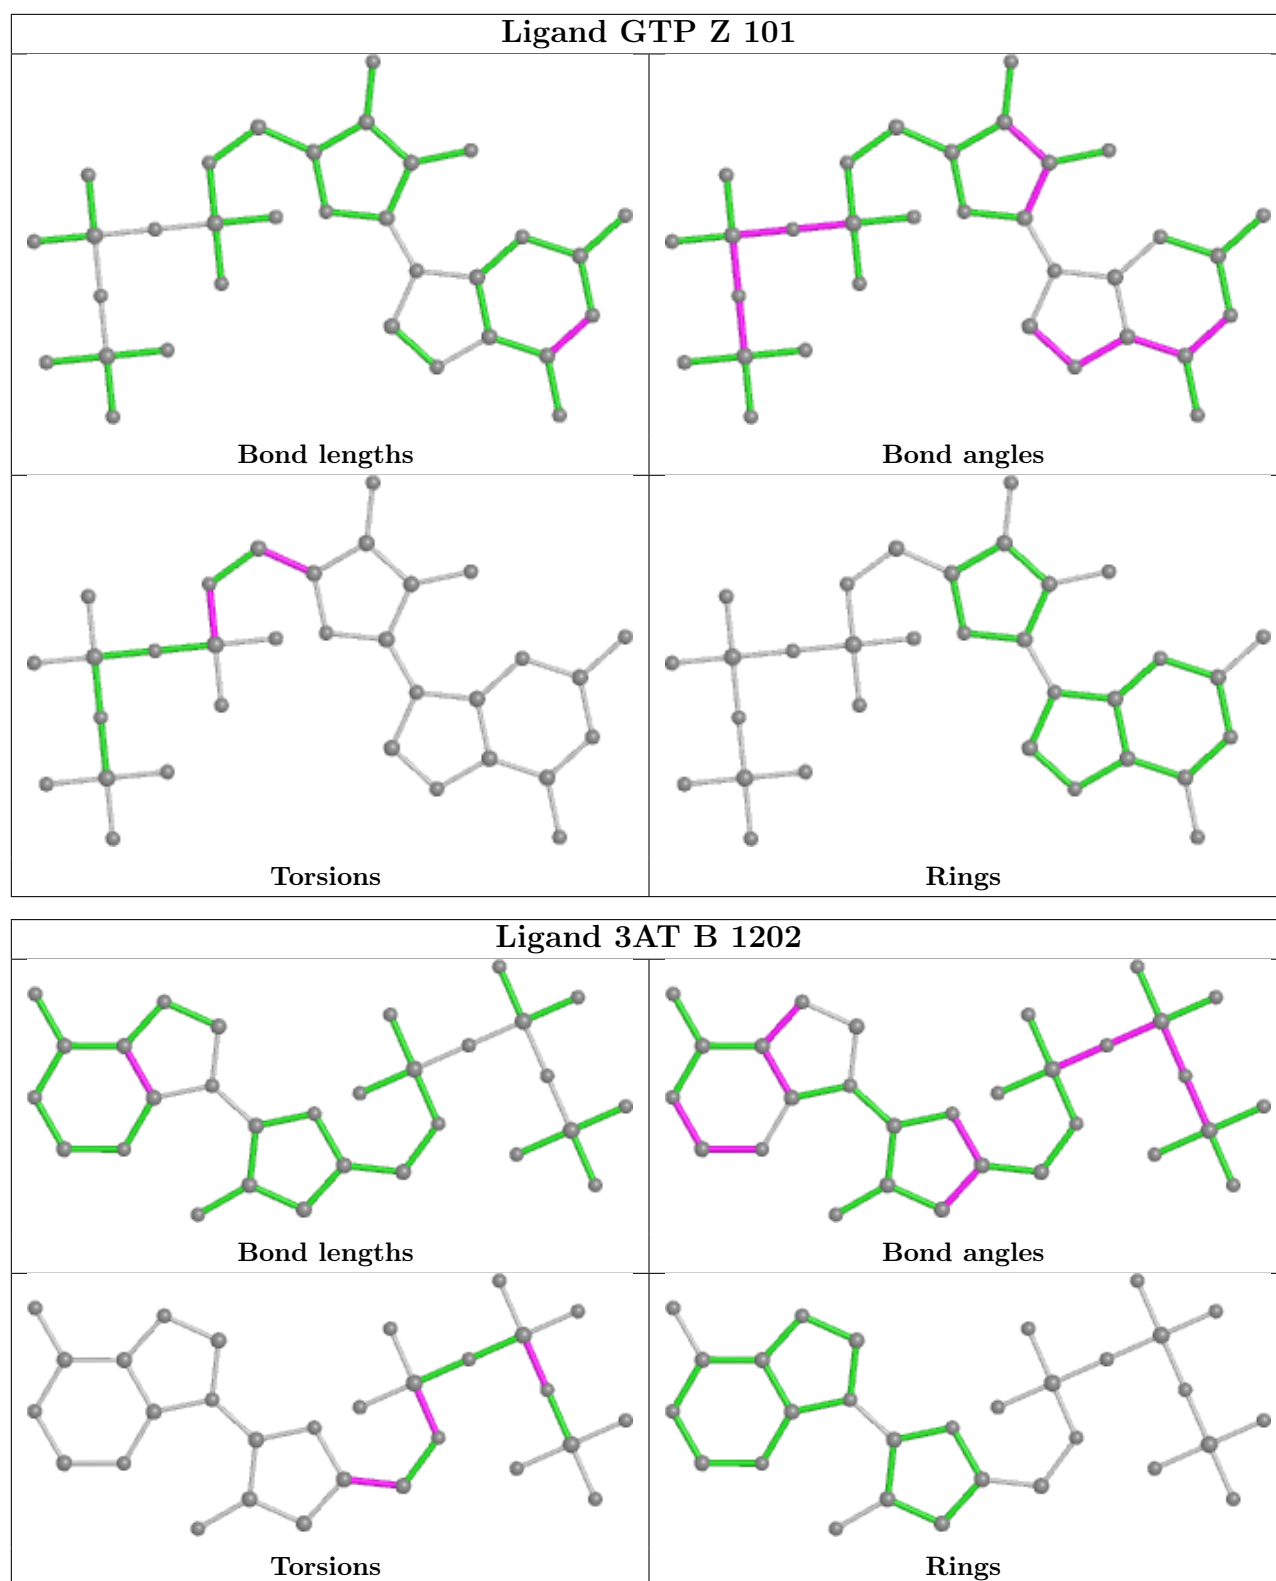 Ligand GTP Z 101
Bond lengths
Bond angles
Torsions
Rings
Ligand 3AT B 1202
Bond lengths
Bond angles
Torsions
Rings